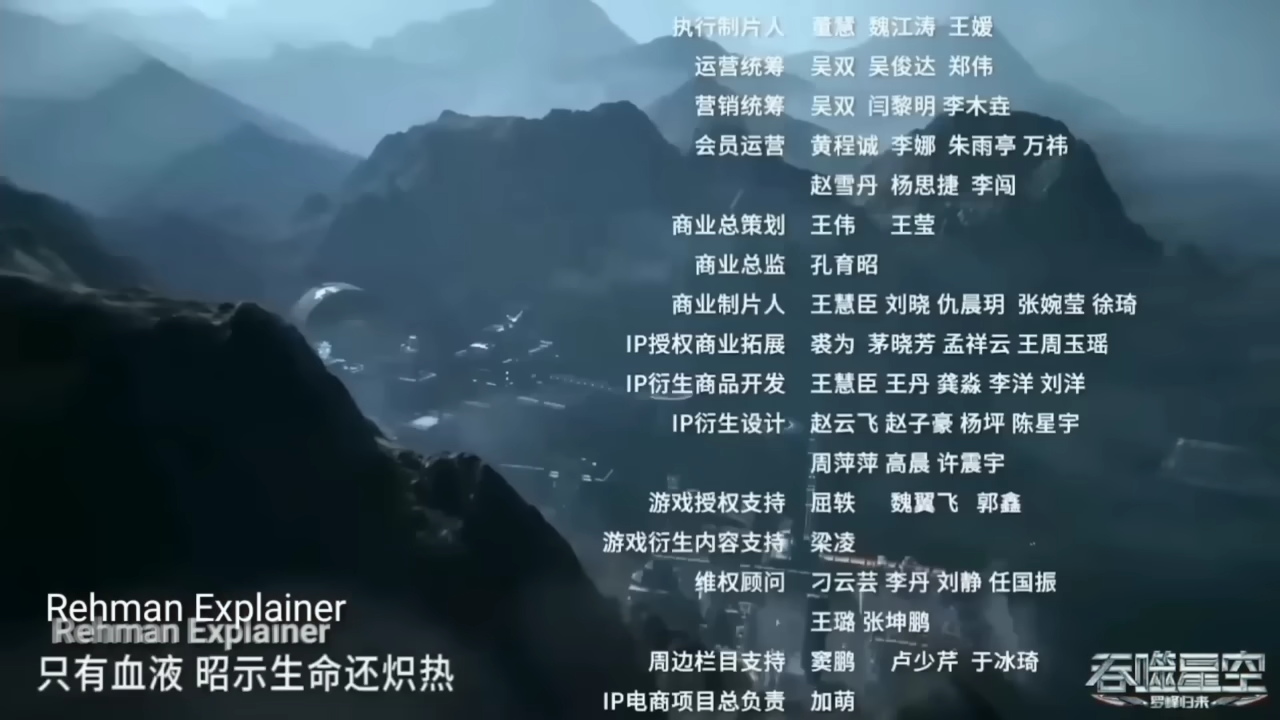 执行制片人 董慧 魏江涛 王媛
运营统筹 吴双 吴俊达 郑伟
营销统筹 吴双 闫黎明 李木垚
会员运营 黄程诚 李娜 朱雨亭 万祎
赵雪丹 杨思捷 李闯
商业总策划 王伟 王莹
商业总监 孔育昭
商业制片人 王慧臣 刘晓 仇晨玥 张婉莹 徐琦
IP授权商业拓展 裘为 茅晓芳 孟祥云 王周玉瑶
IP衍生商品开发 王慧臣 王丹 龚淼 李洋 刘洋
IP衍生设计 赵云飞 赵子豪 杨坪 陈星宇
周萍萍 高晨 许震宇
游戏授权支持 屈轶 魏翼飞 郭鑫
游戏衍生内容支持 梁凌
维权顾问 刁云芸 李丹 刘静 任国振
王璐 张坤鹏
周边栏目支持 窦鹏 卢少芹 于冰琦
IP电商项目总负责 加萌
Rehman Explainer
Rehman Explainer
只有血液 昭示生命还炽热
吞噬星空
罗峰归来